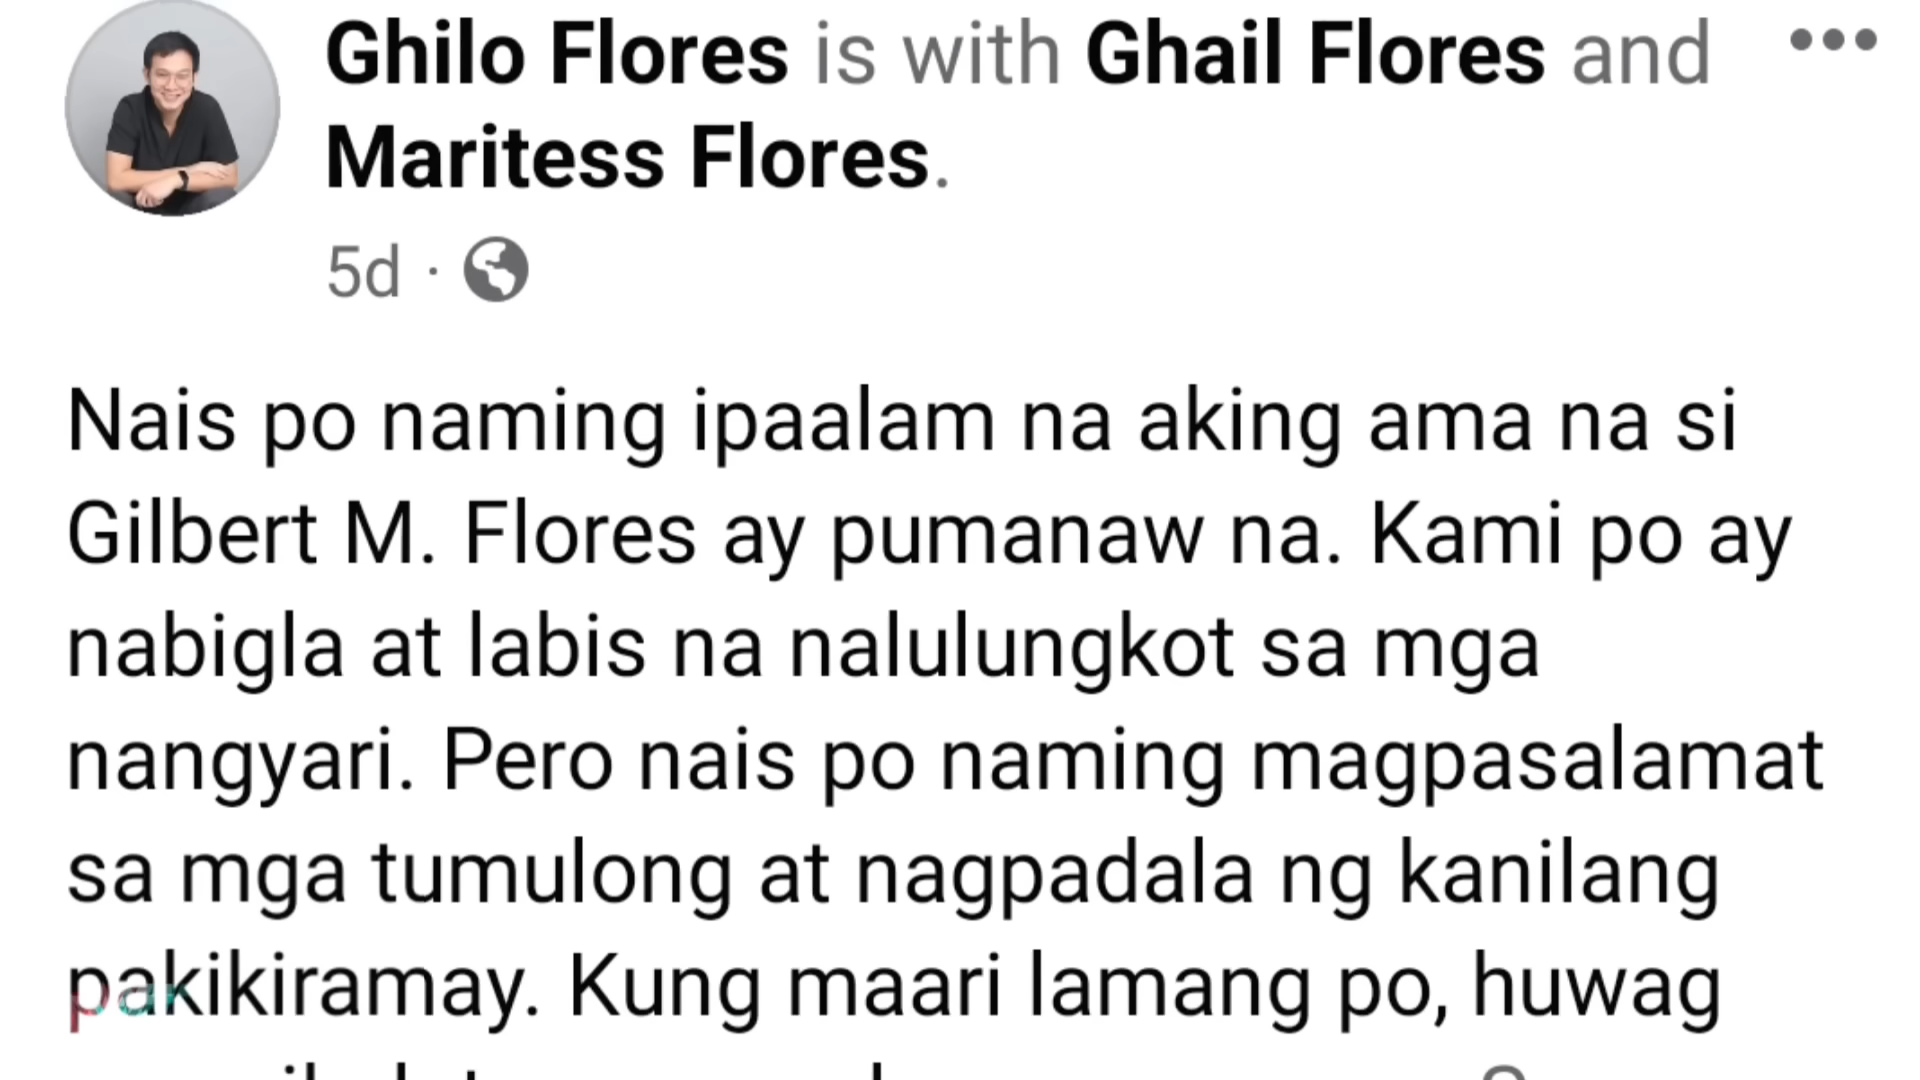 Ghilo Flores is with Ghail Flores and
Maritess Flores.
5d ·
Nais po naming ipaalam na aking ama na si
Gilbert M. Flores ay pumanaw na. Kami po ay
nabigla at labis na nalulungkot sa mga
nangyari. Pero nais po naming magpasalamat
sa mga tumulong at nagpadala ng kanilang
pakikiramay. Kung maari lamang po, huwag